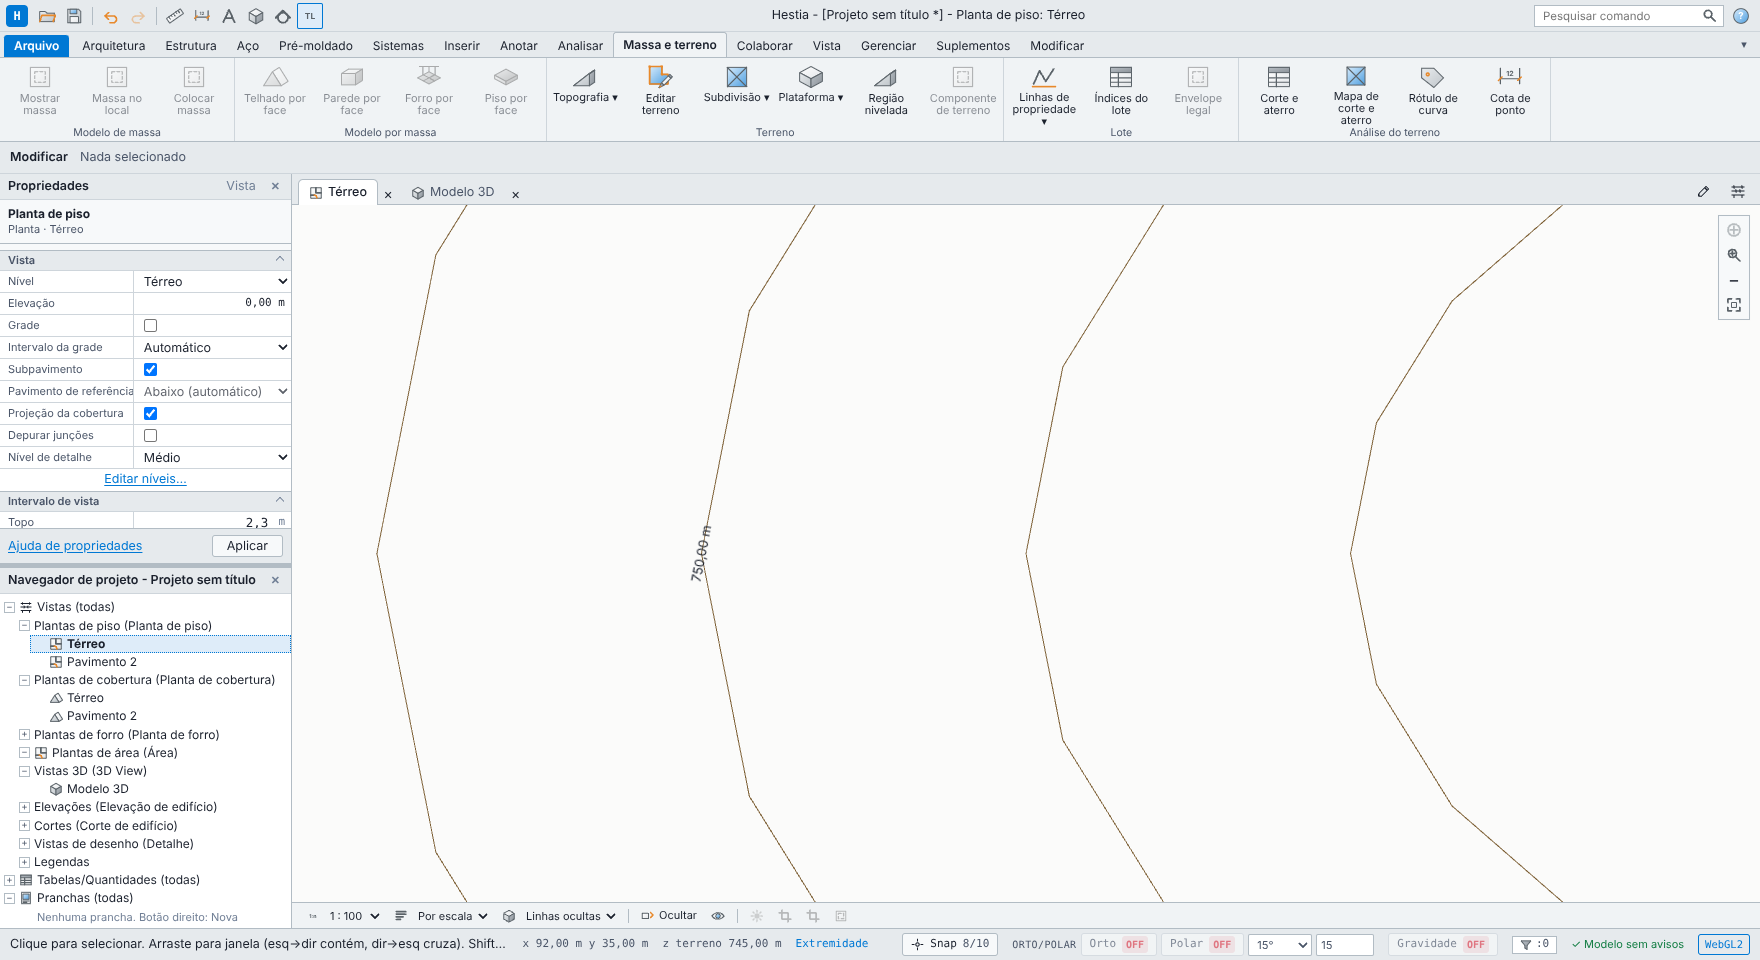 H
TL
Hestia - [Projeto sem título *] - Planta de piso: Térreo
Pesquisar comando
?
Arquivo
Arquitetura
Estrutura
Aço
Pré-moldado
Sistemas
Inserir
Anotar
Analisar
Massa e terreno
Colaborar
Vista
Gerenciar
Suplementos
Modificar
Mostrar massa
Massa no local
Colocar massa
Telhado por face
Parede por face
Forro por face
Piso por face
Topografia ▾
Editar terreno
Subdivisão ▾
Plataforma ▾
Região nivelada
Componente de terreno
Linhas de propriedade ▾
Índices do lote
Envelope legal
Corte e aterro
Mapa de corte e aterro
Rótulo de curva
Cota de ponto
Modelo de massa
Modelo por massa
Terreno
Lote
Análise do terreno
Modificar Nada selecionado
Propriedades Vista ×
Planta de piso
Planta · Térreo
Vista
Nível Térreo
Elevação 0,00 m
Grade
Intervalo da grade Automático
Subpavimento
Pavimento de referência Abaixo (automático)
Projeção da cobertura
Depurar junções
Nível de detalhe Médio
Editar níveis...
Intervalo de vista
Topo 2,3 m
Ajuda de propriedades Aplicar
Navegador de projeto - Projeto sem título ×
Vistas (todas)
Plantas de piso (Planta de piso)
Térreo
Pavimento 2
Plantas de cobertura (Planta de cobertura)
Térreo
Pavimento 2
Plantas de forro (Planta de forro)
Plantas de área (Área)
Vistas 3D (3D View)
Modelo 3D
Elevações (Elevação de edifício)
Cortes (Corte de edifício)
Vistas de desenho (Detalhe)
Legendas
Tabelas/Quantidades (todas)
Pranchas (todas)
Nenhuma prancha. Botão direito: Nova
Térreo ×
Modelo 3D ×
750,00 m
1 : 100
Por escala
Linhas ocultas
Ocultar
Clique para selecionar. Arraste para janela (esq→dir contém, dir→esq cruza). Shift...
x 92,00 m y 35,00 m z terreno 745,00 m Extremidade
Snap 8/10
ORTO/POLAR
Orto OFF
Polar OFF
15°
15
Gravidade OFF
:0
✓ Modelo sem avisos
WebGL2